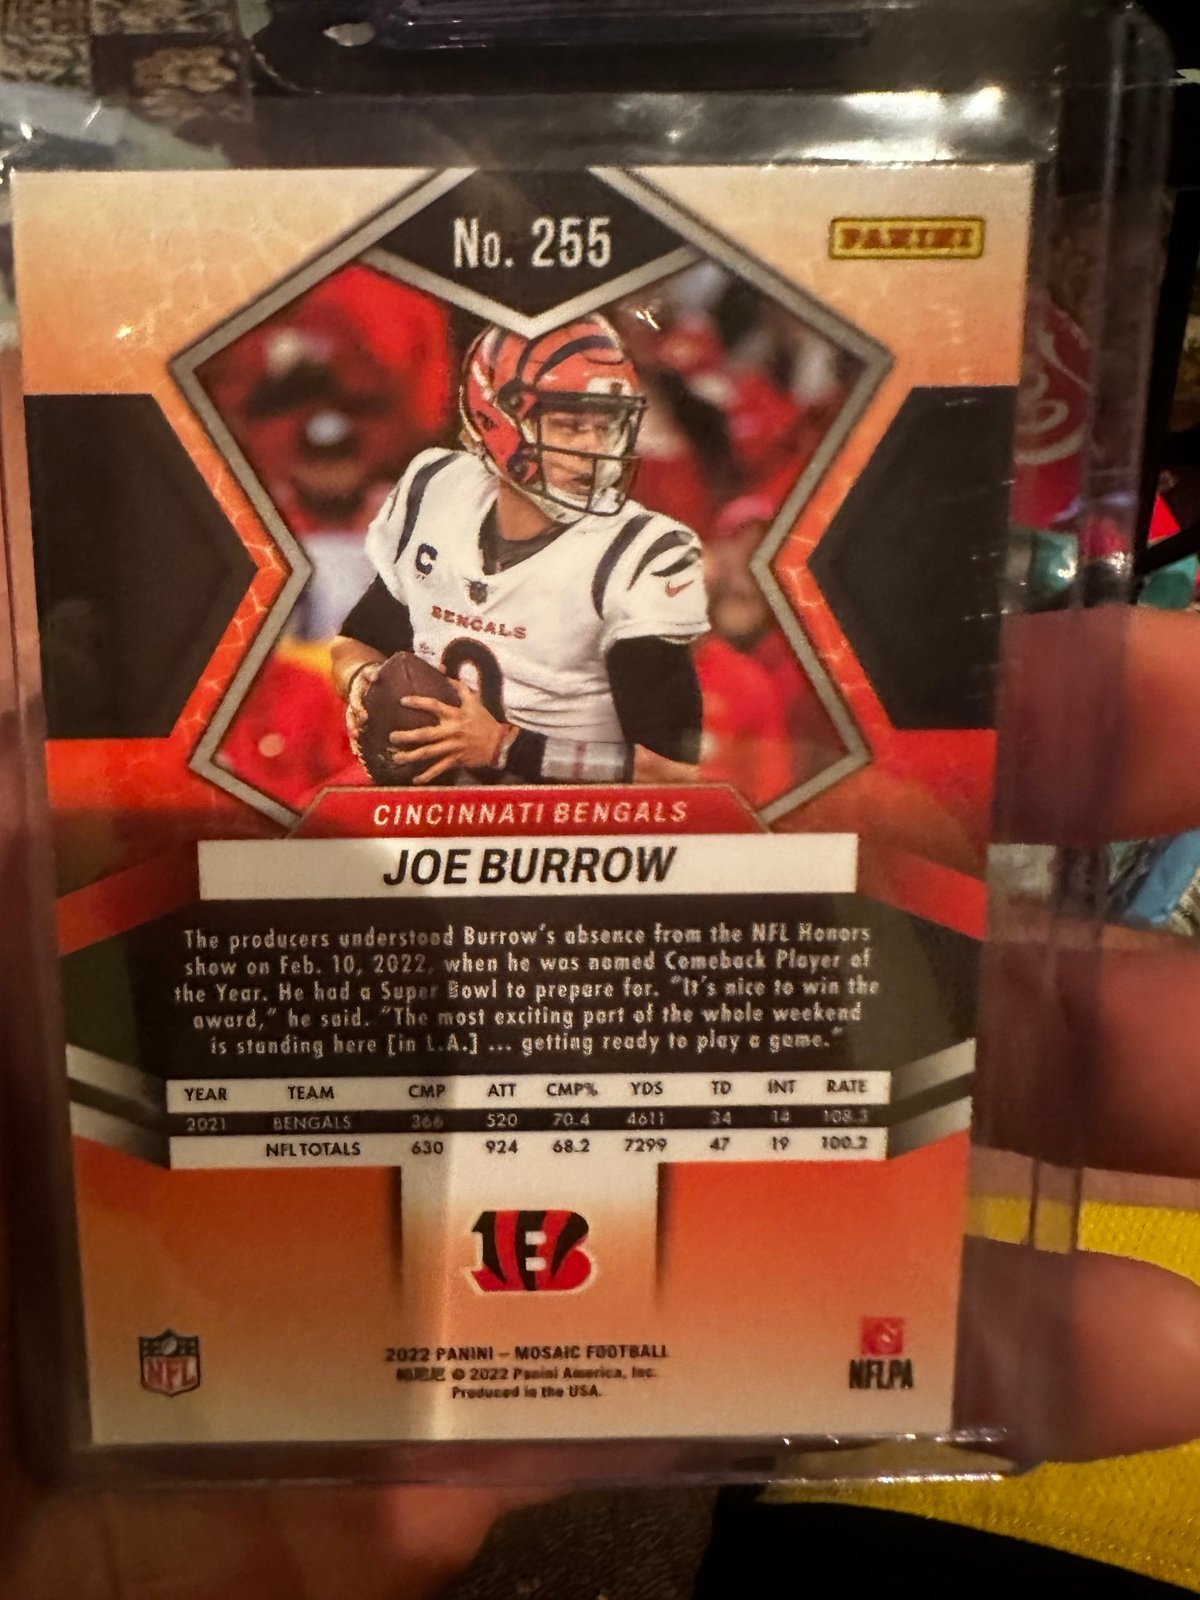 No. 255
PANINI
C
BENGALS
CINCINNATI BENGALS
JOE BURROW
The producers understood Burrow's absence from the NFL Honors
show on Feb. 10, 2022, when he was named Comeback Player of
the Year. He had a Super Bowl to prepare for. "It's nice to win the
award," he said. "The most exciting part of the whole weekend
is standing here [in L.A.] ... getting ready to play a game."
YEAR TEAM CMP ATT CMP% YDS TD INT RATE
2021 BENGALS 366 520 70.4 4611 34 14 108.3
NFL TOTALS 630 924 68.2 7299 47 19 100.2
B
NFL
NFLPA
2022 PANINI – MOSAIC FOOTBALL
© 2022 Panini America, Inc.
Produced in the USA.